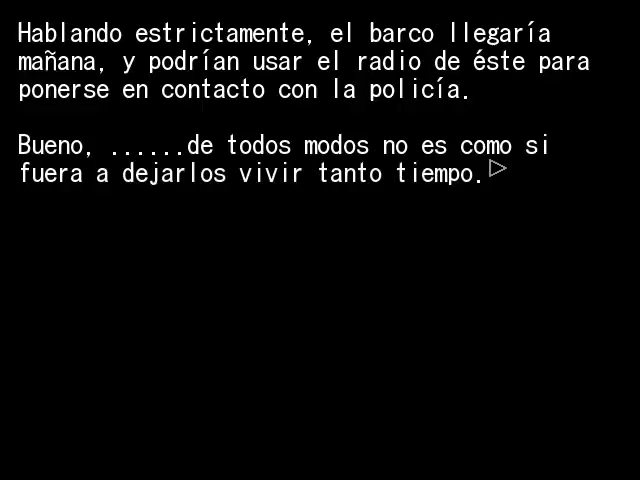 Hablando estrictamente, el barco llegaría
mañana, y podrían usar el radio de éste para
ponerse en contacto con la policía.
Bueno, ......de todos modos no es como si
fuera a dejarlos vivir tanto tiempo.